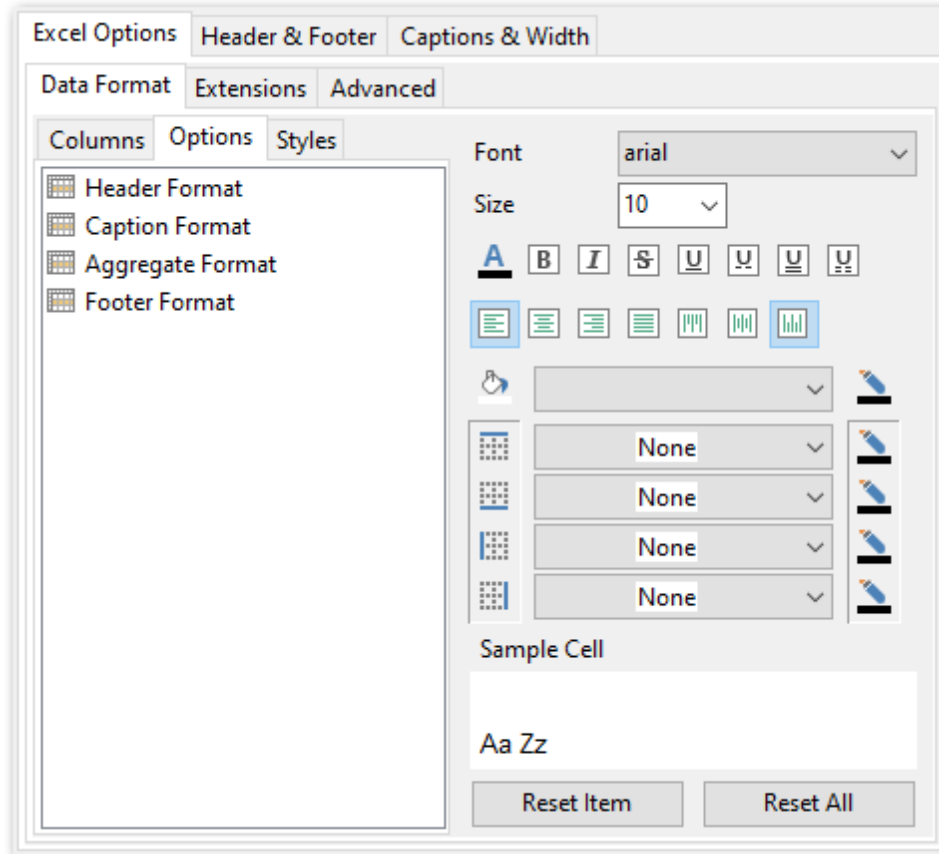 Excel Options Header & Footer Captions & Width
Data Format Extensions Advanced
Columns Options Styles
Header Format
Caption Format
Aggregate Format
Footer Format
Font arial
Size 10
A B I S U U U U
None
None
None
None
Sample Cell
Aa Zz
Reset Item Reset All